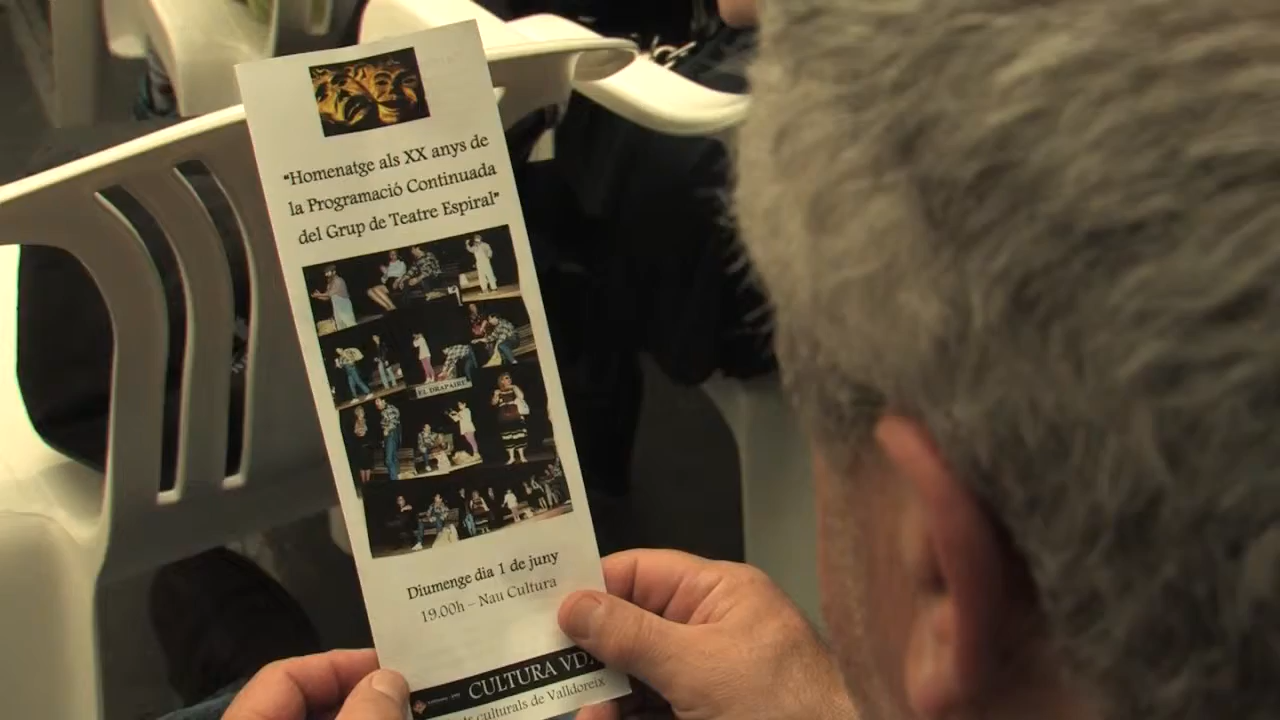 "Homenatge als XX anys de
la Programació Continuada
del Grup de Teatre Espiral"
EL DRAPAIRE
Diumenge dia 1 de juny
19.00h – Nau Cultura
CULTURA VD
culturals de Valldoreix